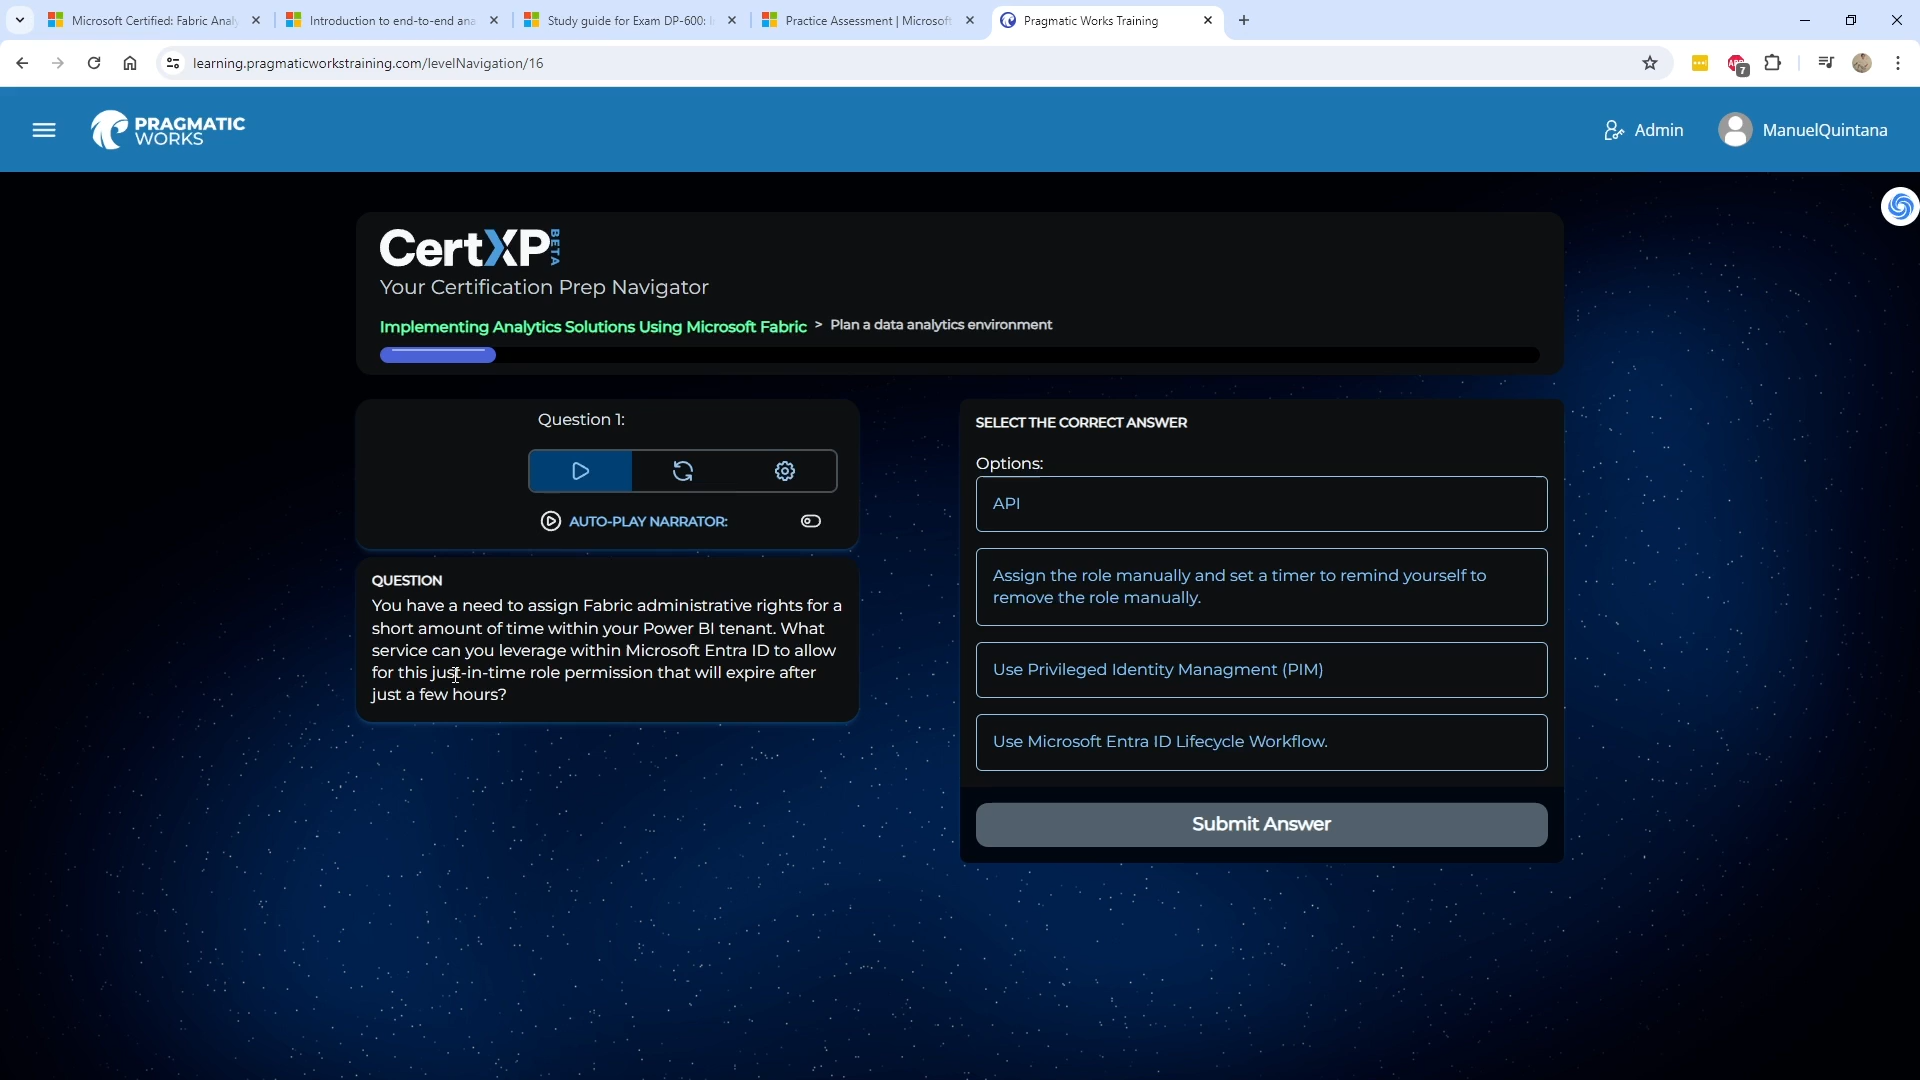 Microsoft Certified: Fabric Analy
Introduction to end-to-end ana
Study guide for Exam DP-600: I
Practice Assessment | Microsoft
Pragmatic Works Training
learning.pragmaticworkstraining.com/levelNavigation/16
7
PRAGMATIC
WORKS
Admin
ManuelQuintana
CertXP BETA
Your Certification Prep Navigator
Implementing Analytics Solutions Using Microsoft Fabric > Plan a data analytics environment
Question 1:
AUTO-PLAY NARRATOR:
QUESTION
You have a need to assign Fabric administrative rights for a
short amount of time within your Power BI tenant. What
service can you leverage within Microsoft Entra ID to allow
for this just-in-time role permission that will expire after
just a few hours?
SELECT THE CORRECT ANSWER
Options:
API
Assign the role manually and set a timer to remind yourself to
remove the role manually.
Use Privileged Identity Managment (PIM)
Use Microsoft Entra ID Lifecycle Workflow.
Submit Answer